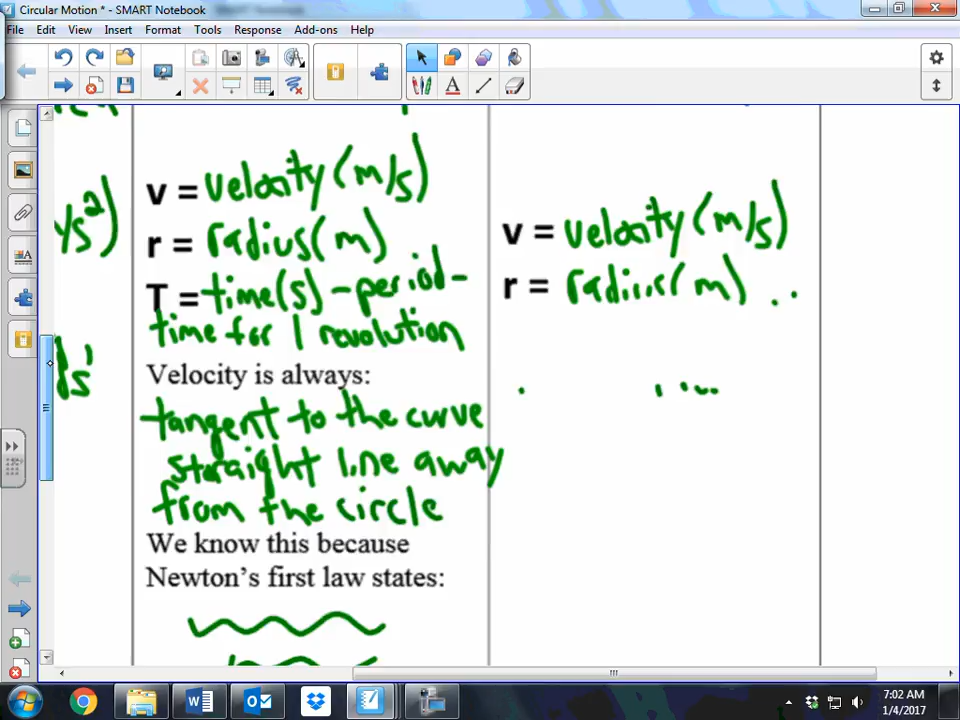 Circular Motion * - SMART Notebook
File Edit View Insert Format Tools Response Add-ons Help
/s²)
v = velocity (m/s)
r = radius (m)
T = time (s) - period -
time for 1 revolution
Velocity is always:
tangent to the curve
straight line away
from the circle
We know this because
Newton's first law states:
v = velocity (m/s)
r = radius (m)
7:02 AM
1/4/2017